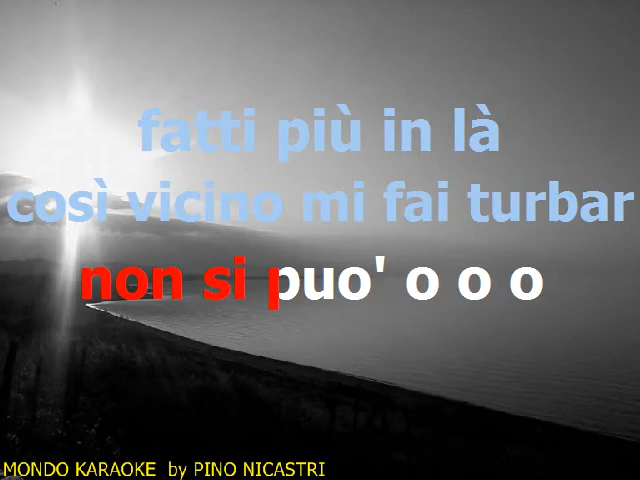 fatti più in là
così vicino mi fai turbar
non si puo' o o o
MONDO KARAOKE by PINO NICASTRI